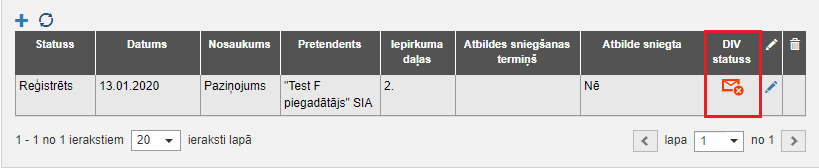 Statuss Datums Nosaukums Pretendents Iepirkuma daļas Atbildes sniegšanas termiņš Atbilde sniegta DIV statuss
Reģistrēts 13.01.2020 Paziņojums "Test F piegādātājs" SIA 2. Nē
1 - 1 no 1 ierakstiem 20 ieraksti lapā lapa 1 no 1